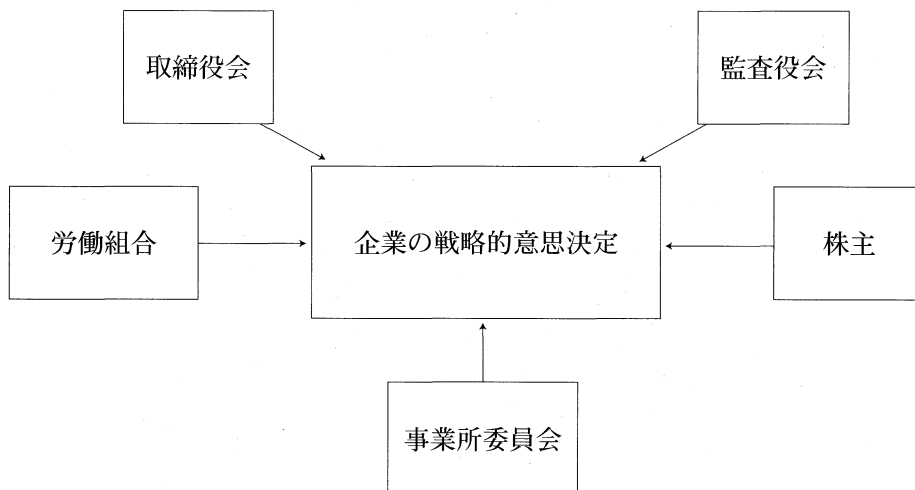 取締役会
監査役会
労働組合
企業の戦略的意思決定
株主
事業所委員会